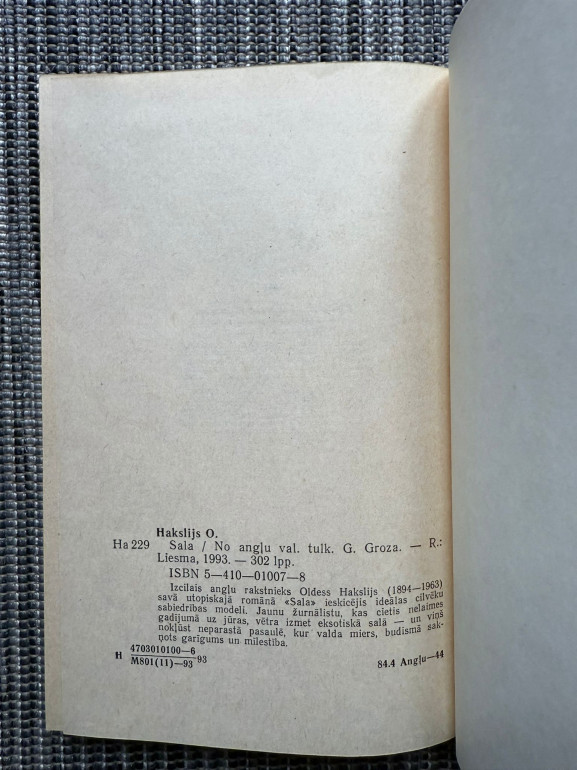 Hakslijs O.
Ha 229 Sala / No angļu val. tulk. G. Groza. — R.:
Liesma, 1993. — 302 lpp.
ISBN 5—410—01007—8
Izcilais angļu rakstnieks Oldess Hakslijs (1894—1963)
savā utopiskajā romānā «Sala» ieskicējis ideālas cilvēku
sabiedrības modeli. Jaunu žurnālistu, kas cietis nelaimes
gadījumā uz jūras, vētra izmet eksotiskā salā — un viņš
nokļūst neparastā pasaulē, kur valda miers, budismā sak-
ņots garīgums un mīlestība.
H 4703010100—6
M801(11)—93 93
84.4 Angļu—44